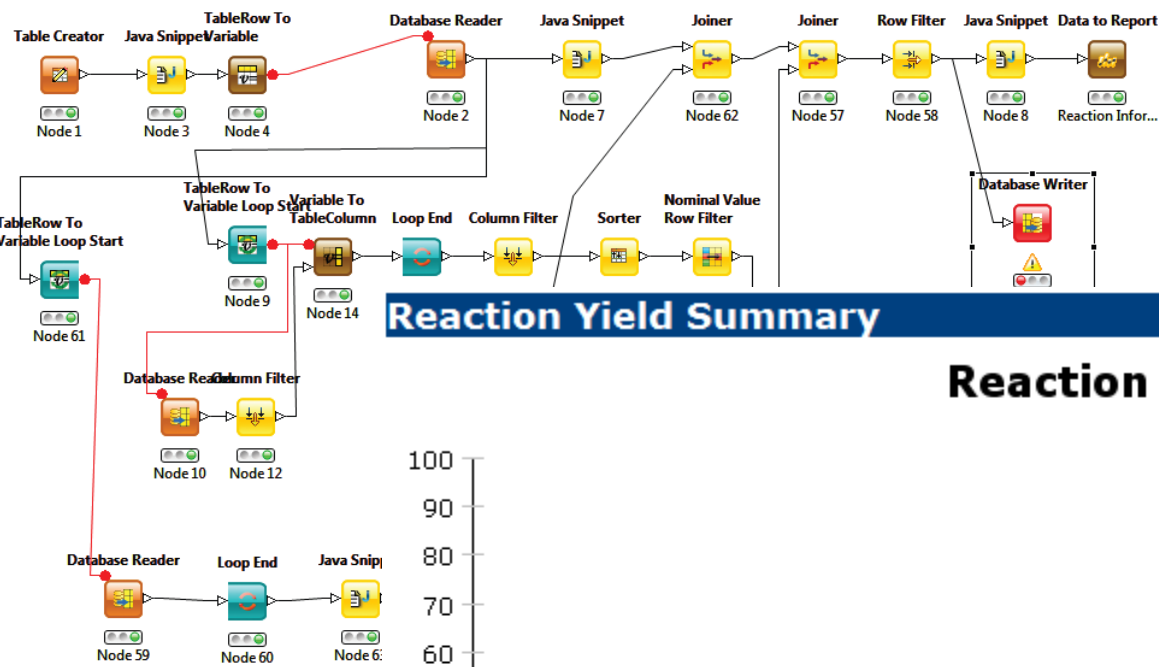 Table Creator
Java Snippet
TableRow To
Variable
Database Reader
Java Snippet
Joiner
Joiner
Row Filter
Java Snippet
Data to Report
Node 1
Node 3
Node 4
Node 2
Node 7
Node 62
Node 57
Node 58
Node 8
Reaction Infor...
TableRow To
Variable Loop Start
TableRow To
Variable Loop Start
Variable To
TableColumn
Loop End
Column Filter
Sorter
Nominal Value
Row Filter
Database Writer
Node 61
Node 9
Node 14
Reaction Yield Summary
Database Reader
Column Filter
Node 10
Node 12
Reaction
100
90
80
70
60
Database Reader
Loop End
Java Snip
Node 59
Node 60
Node